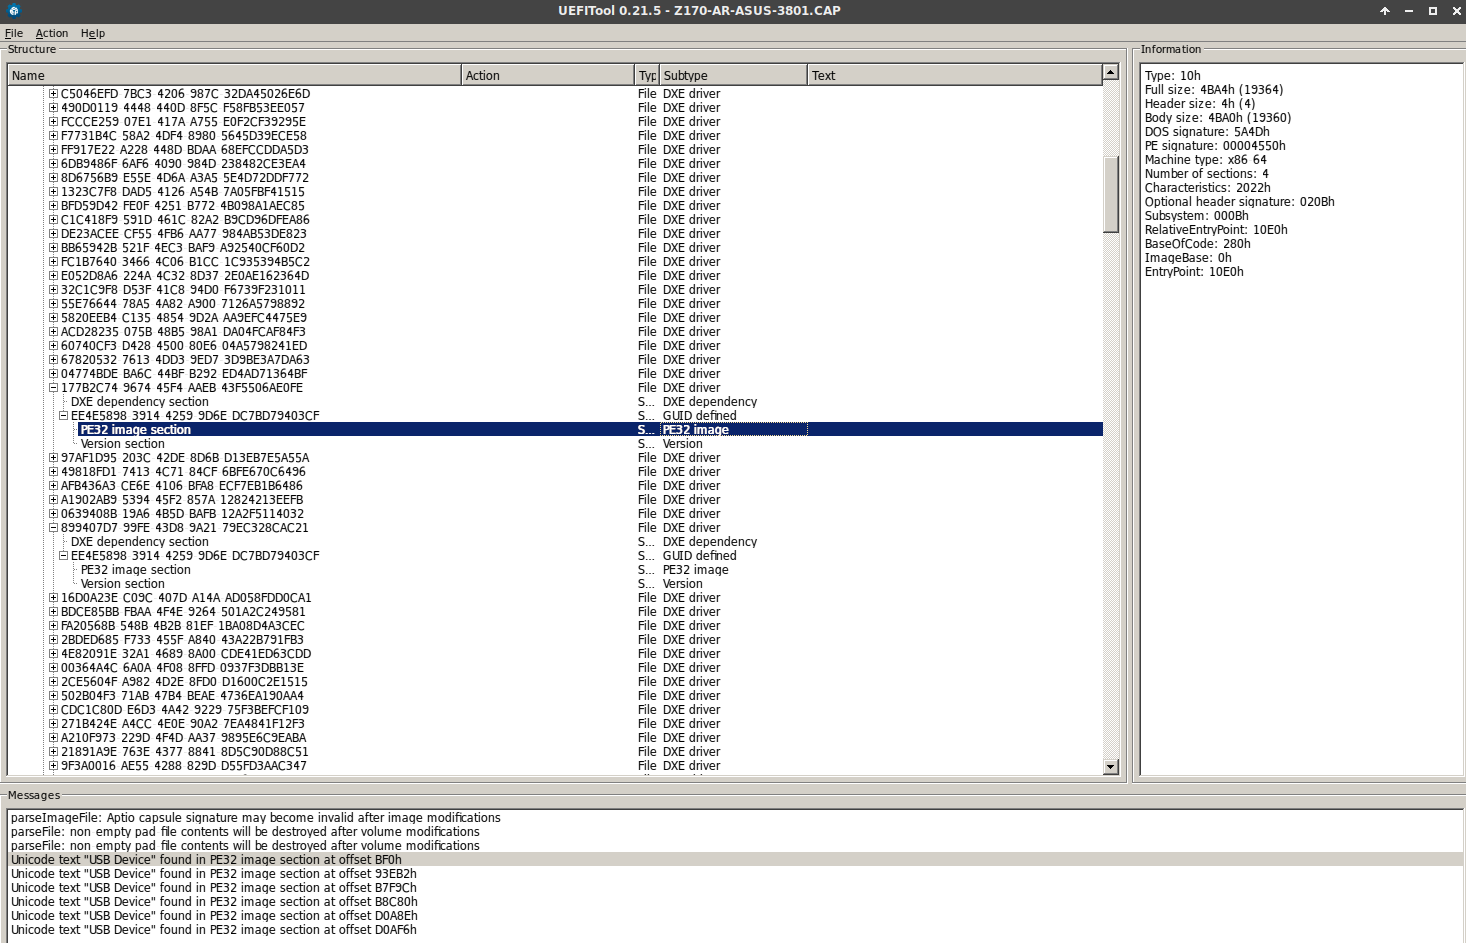 UEFITool 0.21.5 - Z170-AR-ASUS-3801.CAP
File Action Help
Structure
Name Action Typ Subtype Text
C5046EFD 7BC3 4206 987C 32DA45026E6D File DXE driver
490D0119 4448 440D 8F5C F58FB53EE057 File DXE driver
FCCCE259 07E1 417A A755 E0F2CF39295E File DXE driver
F7731B4C 58A2 4DF4 8980 5645D39ECE58 File DXE driver
FF917E22 A228 448D BDAA 68EFCCDDA5D3 File DXE driver
6DB9486F 6AF6 4090 984D 238482CE3EA4 File DXE driver
8D6756B9 E55E 4D6A A3A5 5E4D72DDF772 File DXE driver
1323C7F8 DAD5 4126 A54B 7A05FBF41515 File DXE driver
BFD59D42 FE0F 4251 B772 4B098A1AEC85 File DXE driver
C1C418F9 591D 461C 82A2 B9CD96DFEA86 File DXE driver
DE23ACEE CF55 4FB6 AA77 984AB53DE823 File DXE driver
BB65942B 521F 4EC3 BAF9 A92540CF60D2 File DXE driver
FC1B7640 3466 4C06 B1CC 1C935394B5C2 File DXE driver
E052D8A6 224A 4C32 8D37 2E0AE162364D File DXE driver
32C1C9F8 D53F 41C8 94D0 F6739F231011 File DXE driver
55E76644 78A5 4A82 A900 7126A5798892 File DXE driver
5820EEB4 C135 4854 9D2A AA9EFC4475E9 File DXE driver
ACD28235 075B 48B5 98A1 DA04FCAF84F3 File DXE driver
60740CF3 D428 4500 80E6 04A5798241ED File DXE driver
67820532 7613 4DD3 9ED7 3D9BE3A7DA63 File DXE driver
04774BDE BA6C 44BF B292 ED4AD71364BF File DXE driver
177B2C74 9674 45F4 AAEB 43F5506AE0FE File DXE driver
DXE dependency section S... DXE dependency
EE4E5898 3914 4259 9D6E DC7BD79403CF S... GUID defined
PE32 image section S... PE32 image
Version section S... Version
97AF1D95 203C 42DE 8D6B D13EB7E5A55A File DXE driver
49818FD1 7413 4C71 84CF 6BFE670C6496 File DXE driver
AFB436A3 CE6E 4106 BFA8 ECF7EB1B6486 File DXE driver
A1902AB9 5394 45F2 857A 12824213EEFB File DXE driver
0639408B 19A6 4B5D BAFB 12A2F5114032 File DXE driver
899407D7 99FE 43D8 9A21 79EC328CAC21 File DXE driver
DXE dependency section S... DXE dependency
EE4E5898 3914 4259 9D6E DC7BD79403CF S... GUID defined
PE32 image section S... PE32 image
Version section S... Version
16D0A23E C09C 407D A14A AD058FDD0CA1 File DXE driver
BDCE85BB FBAA 4F4E 9264 501A2C249581 File DXE driver
FA20568B 548B 4B2B 81EF 1BA08D4A3CEC File DXE driver
2BDED685 F733 455F A840 43A22B791FB3 File DXE driver
4E82091E 32A1 4689 8A00 CDE41ED63CDD File DXE driver
00364A4C 6A0A 4F08 8FFD 0937F3DBB13E File DXE driver
2CE5604F A982 4D2E 8FD0 D1600C2E1515 File DXE driver
502B04F3 71AB 47B4 BEAE 4736EA190AA4 File DXE driver
CDC1C80D E6D3 4A42 9229 75F3BEFCF109 File DXE driver
271B424E A4CC 4E0E 90A2 7EA4841F12F3 File DXE driver
A210F973 229D 4F4D AA37 9895E6C9EABA File DXE driver
21891A9E 763E 4377 8841 8D5C90D88C51 File DXE driver
9F3A0016 AE55 4288 829D D55FD3AAC347 File DXE driver
Information
Type: 10h
Full size: 4BA4h (19364)
Header size: 4h (4)
Body size: 4BA0h (19360)
DOS signature: 5A4Dh
PE signature: 00004550h
Machine type: x86 64
Number of sections: 4
Characteristics: 2022h
Optional header signature: 020Bh
Subsystem: 000Bh
RelativeEntryPoint: 10E0h
BaseOfCode: 280h
ImageBase: 0h
EntryPoint: 10E0h
Messages
parseImageFile: Aptio capsule signature may become invalid after image modifications
parseFile: non empty pad file contents will be destroyed after volume modifications
parseFile: non empty pad file contents will be destroyed after volume modifications
Unicode text "USB Device" found in PE32 image section at offset BF0h
Unicode text "USB Device" found in PE32 image section at offset 93EB2h
Unicode text "USB Device" found in PE32 image section at offset B7F9Ch
Unicode text "USB Device" found in PE32 image section at offset B8C80h
Unicode text "USB Device" found in PE32 image section at offset D0A8Eh
Unicode text "USB Device" found in PE32 image section at offset D0AF6h